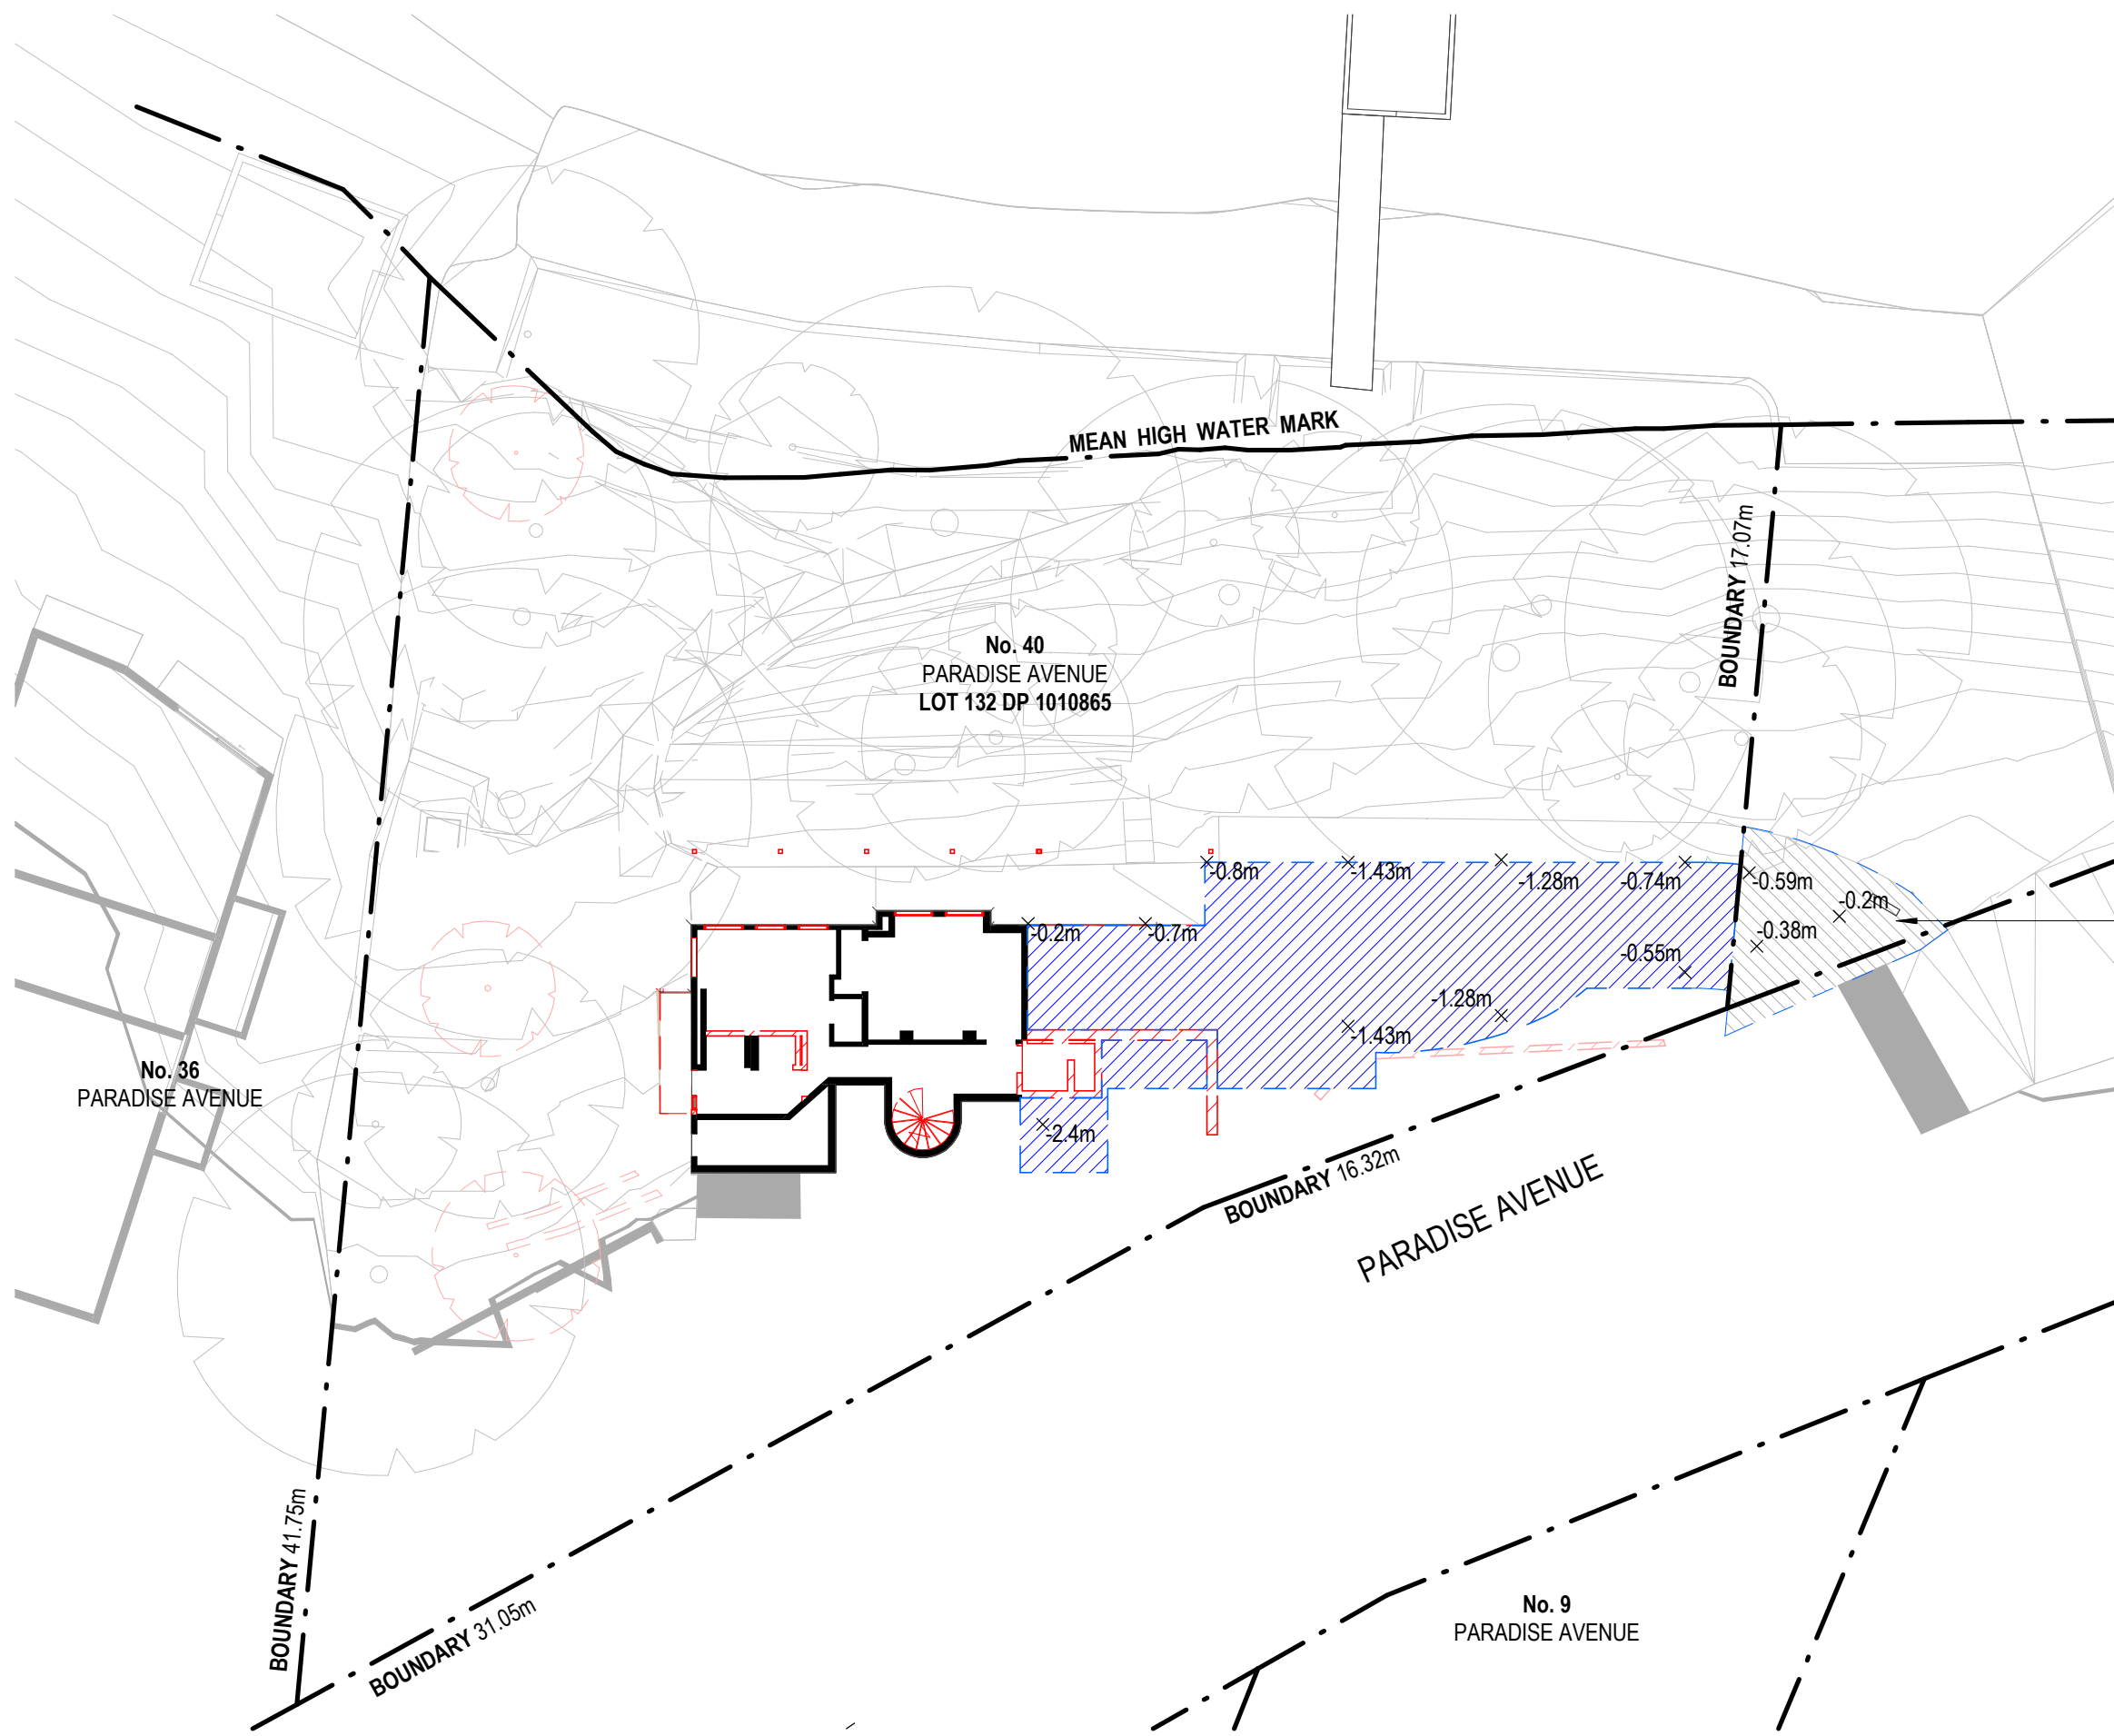 MEAN HIGH WATER MARK
BOUNDARY 17.07m
No. 40
PARADISE AVENUE
LOT 132 DP 1010865
-0.8m
-1.43m
-1.28m
-0.74m
-0.59m
-0.2m
-0.2m
-0.7m
-0.38m
-0.55m
-1.28m
-1.43m
-2.4m
No. 36
PARADISE AVENUE
BOUNDARY 16.32m
PARADISE AVENUE
BOUNDARY 41.75m
BOUNDARY 31.05m
No. 9
PARADISE AVENUE